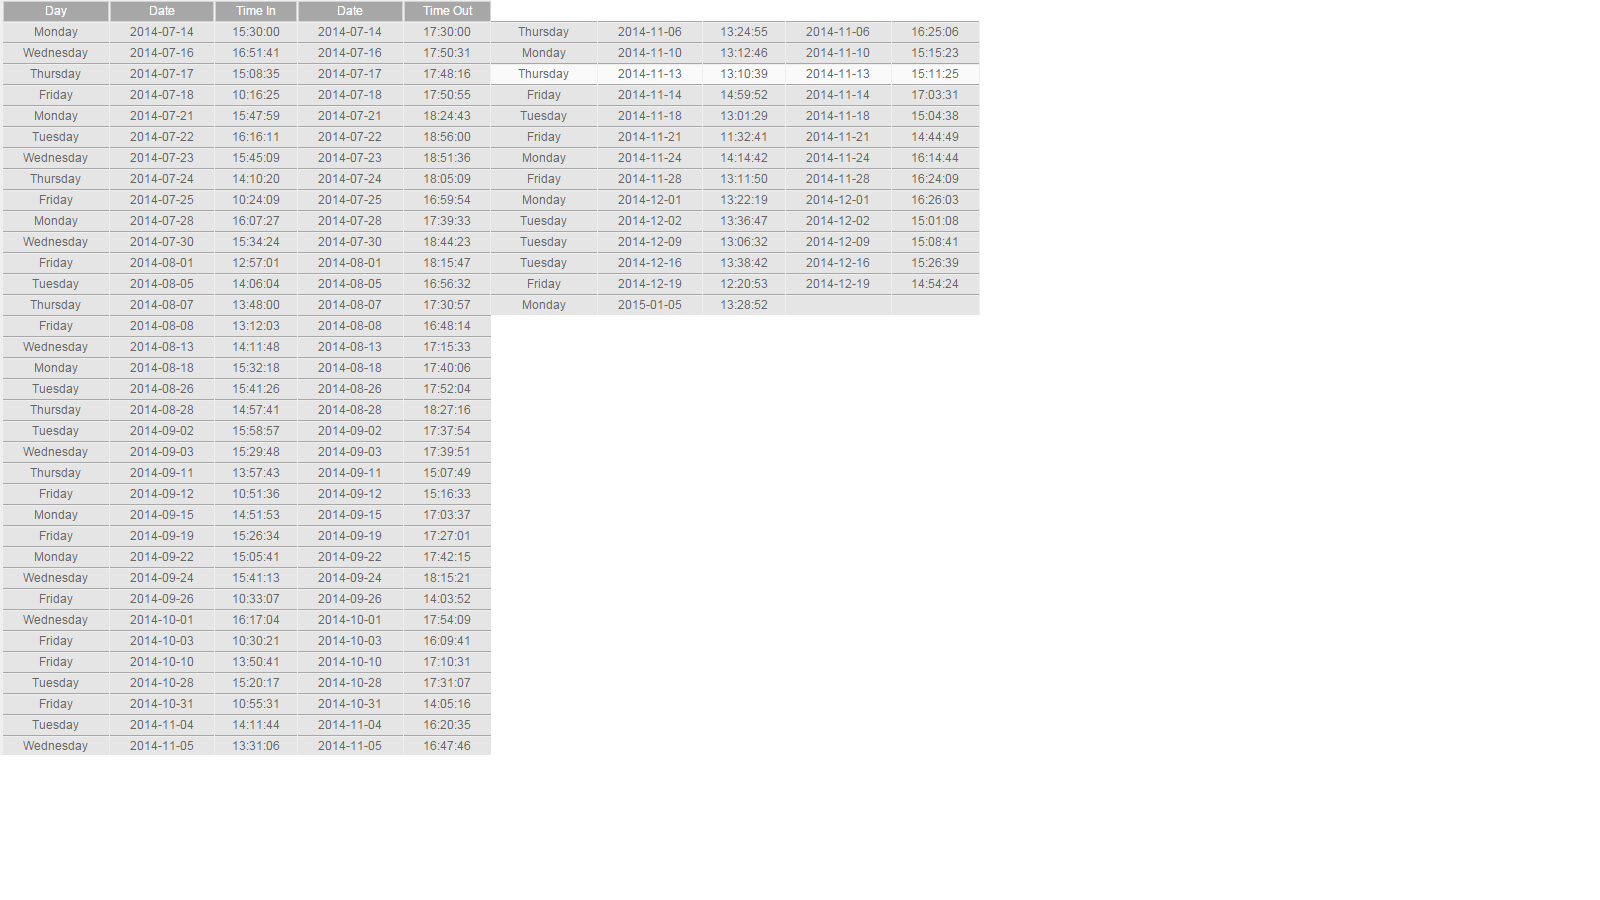 Day Date Time In Date Time Out
Monday 2014-07-14 15:30:00 2014-07-14 17:30:00 Thursday 2014-11-06 13:24:55 2014-11-06 16:25:06
Wednesday 2014-07-16 16:51:41 2014-07-16 17:50:31 Monday 2014-11-10 13:12:46 2014-11-10 15:15:23
Thursday 2014-07-17 15:08:35 2014-07-17 17:48:16 Thursday 2014-11-13 13:10:39 2014-11-13 15:11:25
Friday 2014-07-18 10:16:25 2014-07-18 17:50:55 Friday 2014-11-14 14:59:52 2014-11-14 17:03:31
Monday 2014-07-21 15:47:59 2014-07-21 18:24:43 Tuesday 2014-11-18 13:01:29 2014-11-18 15:04:38
Tuesday 2014-07-22 16:16:11 2014-07-22 18:56:00 Friday 2014-11-21 11:32:41 2014-11-21 14:44:49
Wednesday 2014-07-23 15:45:09 2014-07-23 18:51:36 Monday 2014-11-24 14:14:42 2014-11-24 16:14:44
Thursday 2014-07-24 14:10:20 2014-07-24 18:05:09 Friday 2014-11-28 13:11:50 2014-11-28 16:24:09
Friday 2014-07-25 10:24:09 2014-07-25 16:59:54 Monday 2014-12-01 13:22:19 2014-12-01 16:26:03
Monday 2014-07-28 16:07:27 2014-07-28 17:39:33 Tuesday 2014-12-02 13:36:47 2014-12-02 15:01:08
Wednesday 2014-07-30 15:34:24 2014-07-30 18:44:23 Tuesday 2014-12-09 13:06:32 2014-12-09 15:08:41
Friday 2014-08-01 12:57:01 2014-08-01 18:15:47 Tuesday 2014-12-16 13:38:42 2014-12-16 15:26:39
Tuesday 2014-08-05 14:06:04 2014-08-05 16:56:32 Friday 2014-12-19 12:20:53 2014-12-19 14:54:24
Thursday 2014-08-07 13:48:00 2014-08-07 17:30:57 Monday 2015-01-05 13:28:52
Friday 2014-08-08 13:12:03 2014-08-08 16:48:14
Wednesday 2014-08-13 14:11:48 2014-08-13 17:15:33
Monday 2014-08-18 15:32:18 2014-08-18 17:40:06
Tuesday 2014-08-26 15:41:26 2014-08-26 17:52:04
Thursday 2014-08-28 14:57:41 2014-08-28 18:27:16
Tuesday 2014-09-02 15:58:57 2014-09-02 17:37:54
Wednesday 2014-09-03 15:29:48 2014-09-03 17:39:51
Thursday 2014-09-11 13:57:43 2014-09-11 15:07:49
Friday 2014-09-12 10:51:36 2014-09-12 15:16:33
Monday 2014-09-15 14:51:53 2014-09-15 17:03:37
Friday 2014-09-19 15:26:34 2014-09-19 17:27:01
Monday 2014-09-22 15:05:41 2014-09-22 17:42:15
Wednesday 2014-09-24 15:41:13 2014-09-24 18:15:21
Friday 2014-09-26 10:33:07 2014-09-26 14:03:52
Wednesday 2014-10-01 16:17:04 2014-10-01 17:54:09
Friday 2014-10-03 10:30:21 2014-10-03 16:09:41
Friday 2014-10-10 13:50:41 2014-10-10 17:10:31
Tuesday 2014-10-28 15:20:17 2014-10-28 17:31:07
Friday 2014-10-31 10:55:31 2014-10-31 14:05:16
Tuesday 2014-11-04 14:11:44 2014-11-04 16:20:35
Wednesday 2014-11-05 13:31:06 2014-11-05 16:47:46